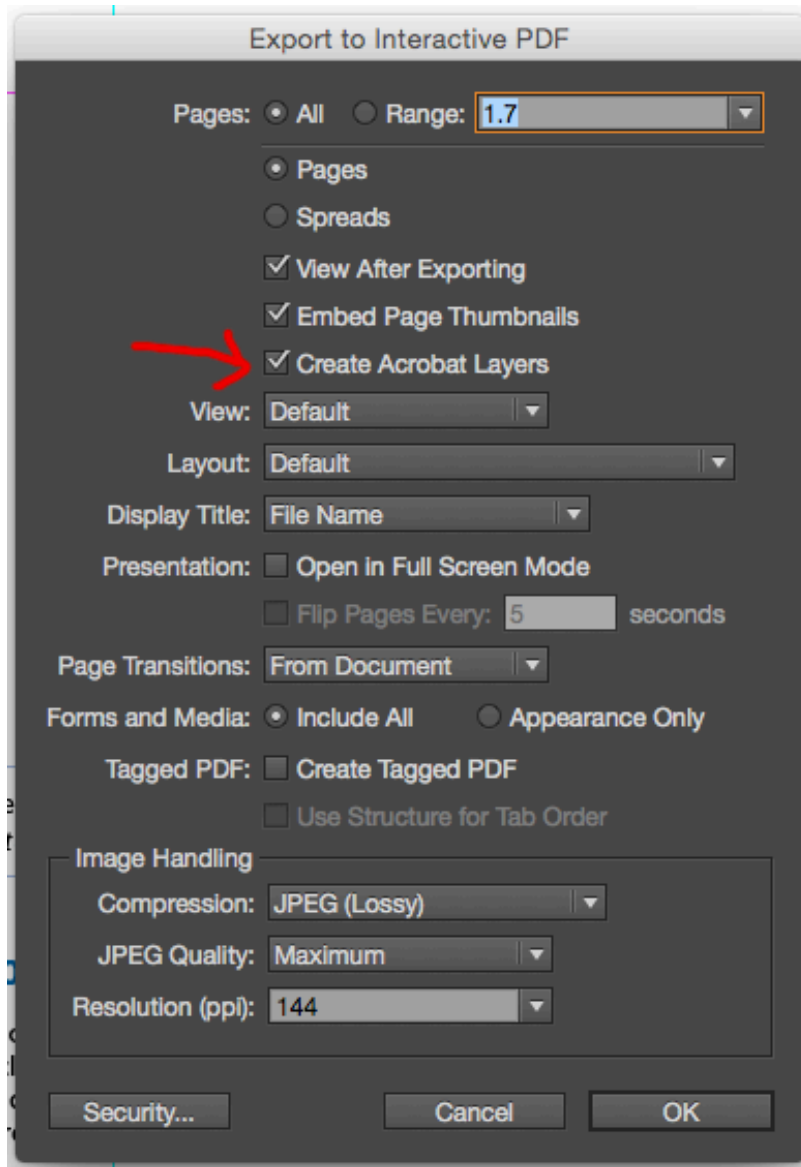 Export to Interactive PDF
Pages: All Range: 1.7
Pages
Spreads
View After Exporting
Embed Page Thumbnails
Create Acrobat Layers
View: Default
Layout: Default
Display Title: File Name
Presentation: Open in Full Screen Mode
Flip Pages Every: 5 seconds
Page Transitions: From Document
Forms and Media: Include All Appearance Only
Tagged PDF: Create Tagged PDF
Use Structure for Tab Order
Image Handling
Compression: JPEG (Lossy)
JPEG Quality: Maximum
Resolution (ppi): 144
Security... Cancel OK